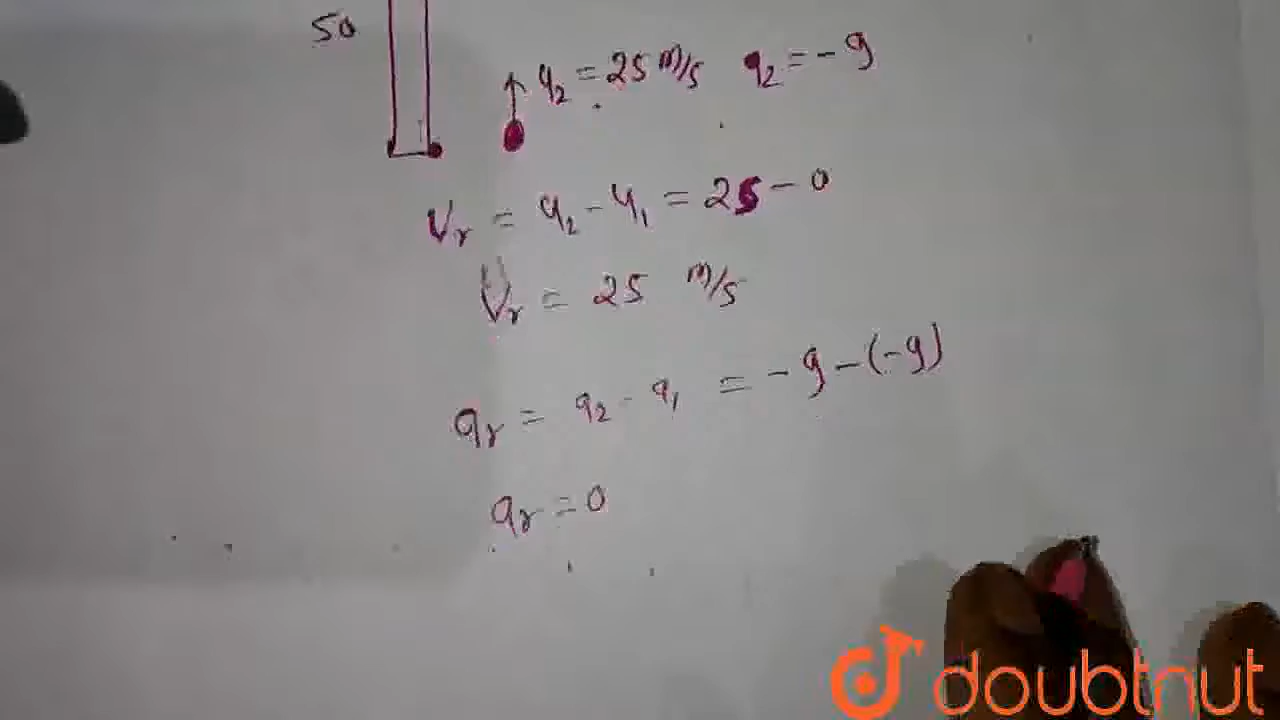 50
u₂ = 25 m/s a₂ = - g
Vᵣ = u₂ - u₁ = 25 - 0
Vᵣ = 25 m/s
aᵣ = a₂ - a₁ = - g - (-g)
aᵣ = 0
doubtnut